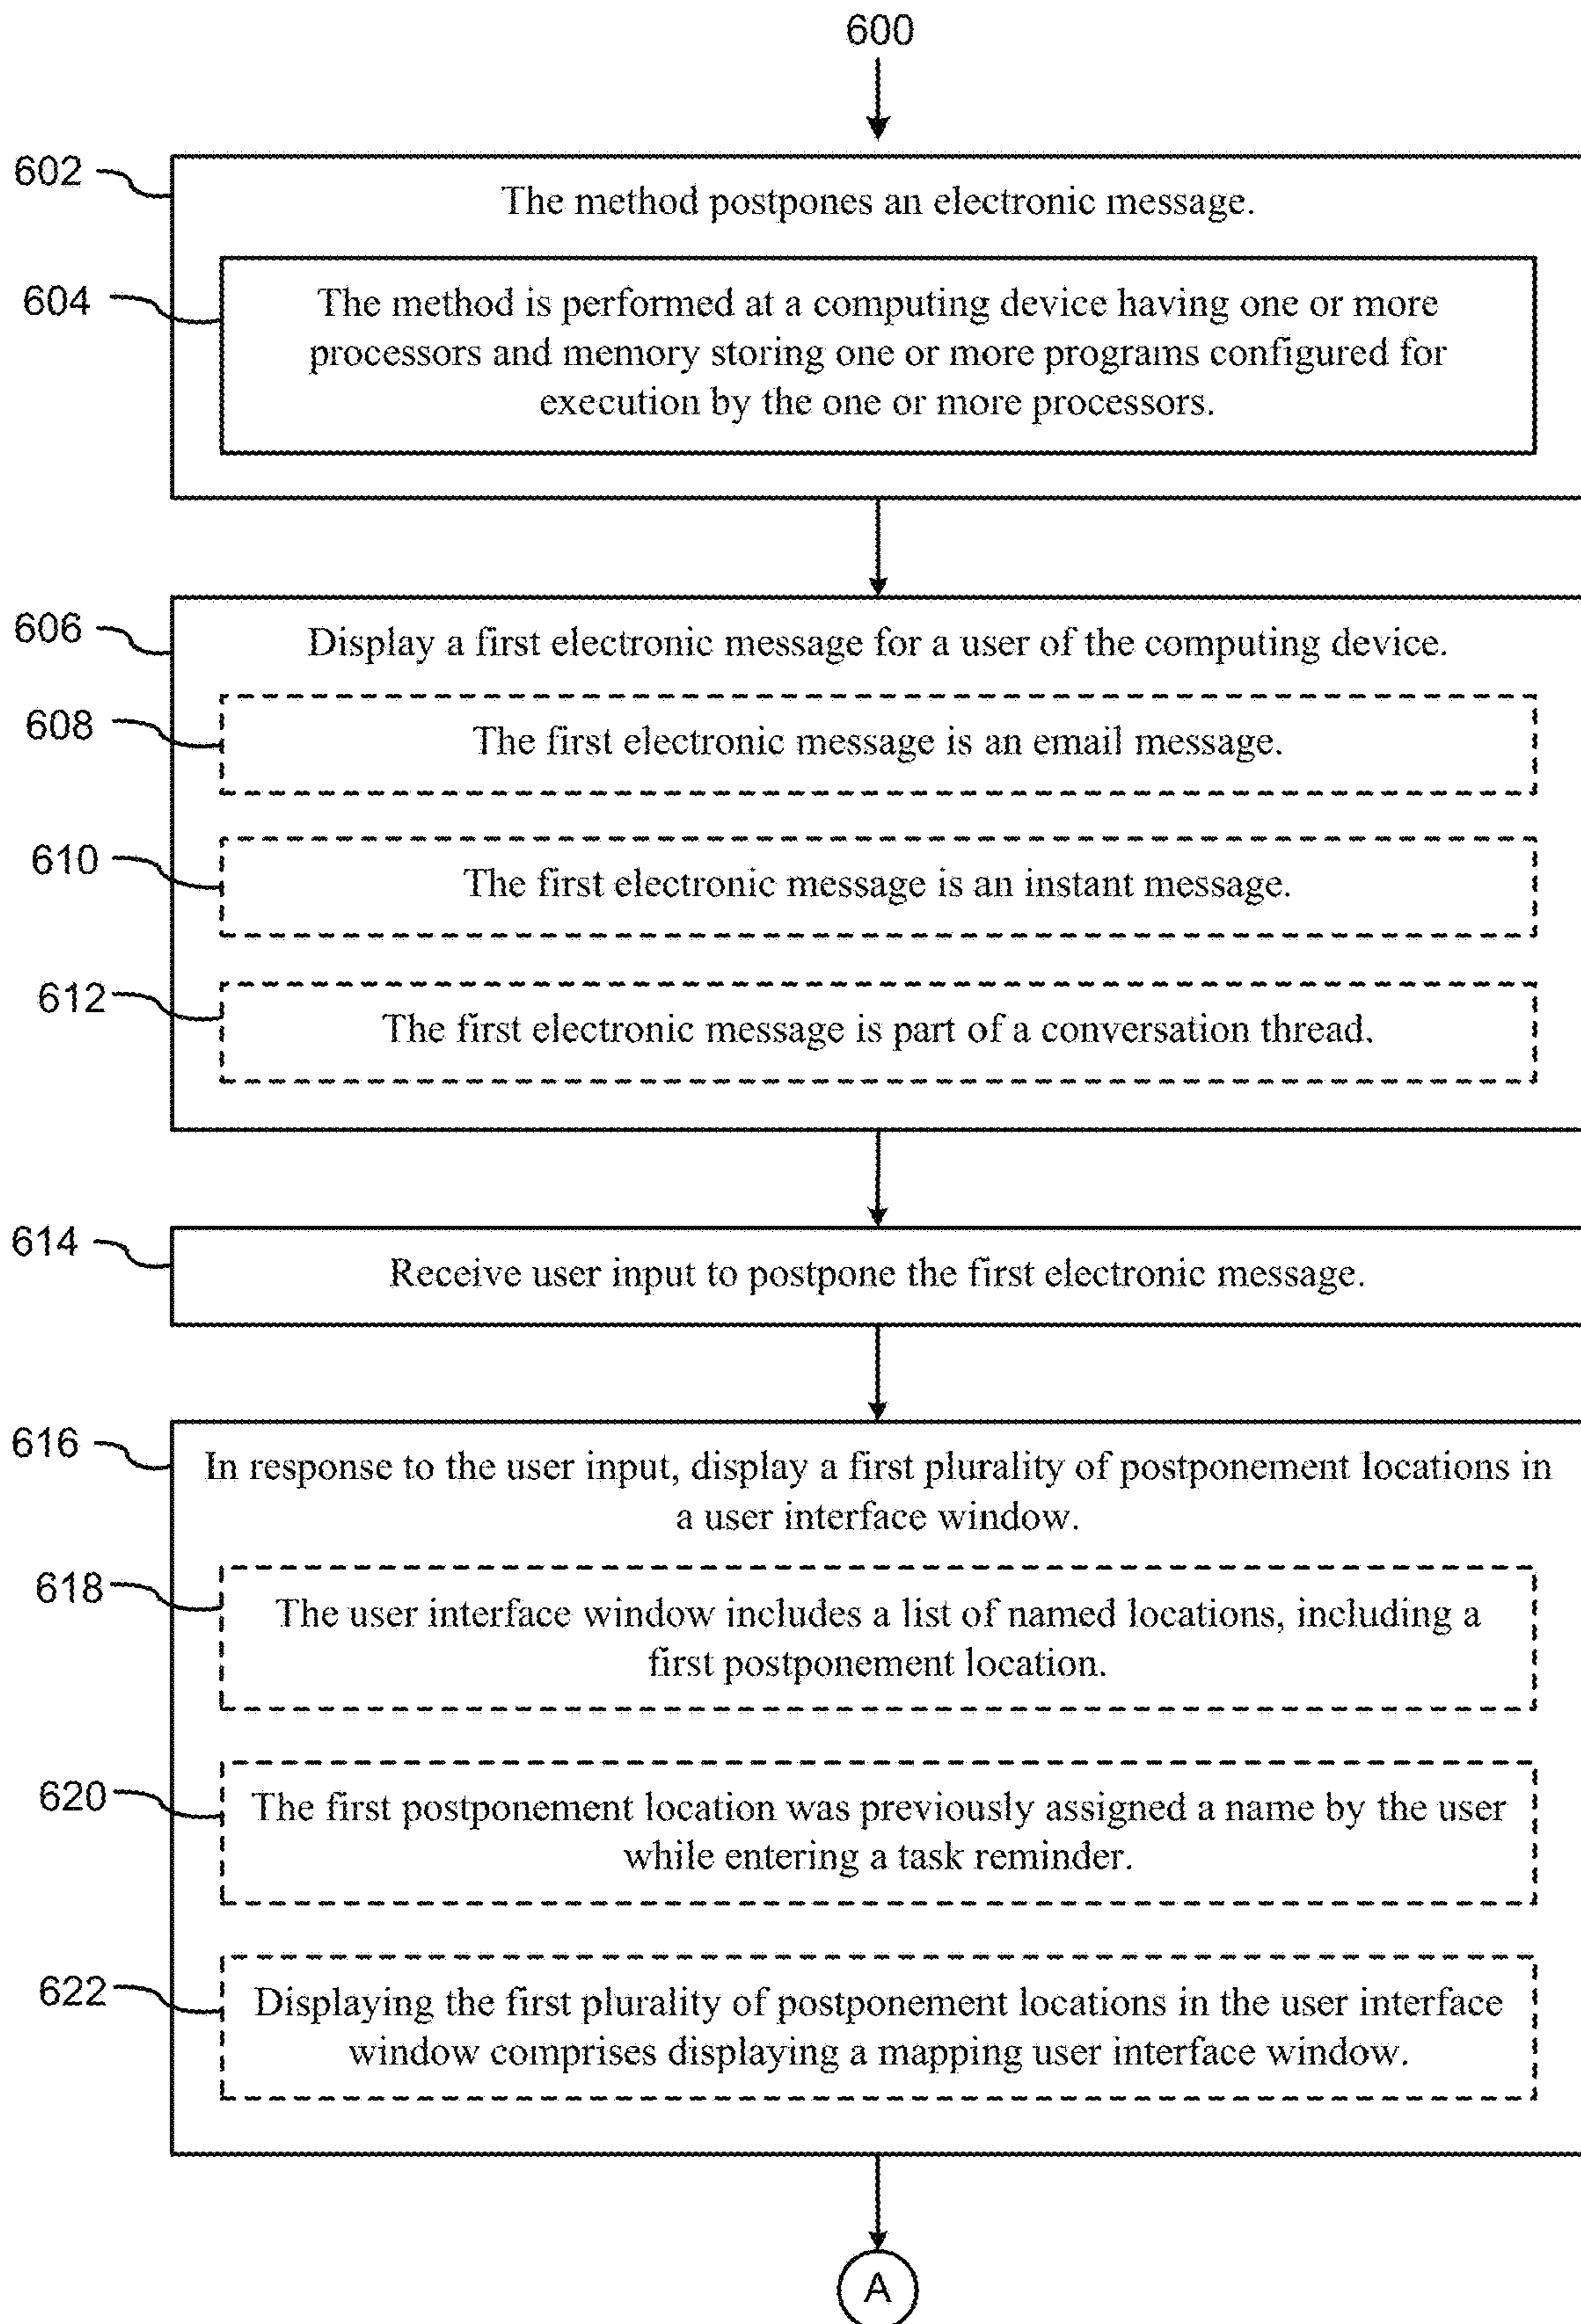 600
602
The method postpones an electronic message.
604
The method is performed at a computing device having one or more
processors and memory storing one or more programs configured for
execution by the one or more processors.
606
Display a first electronic message for a user of the computing device.
608
The first electronic message is an email message.
610
The first electronic message is an instant message.
612
The first electronic message is part of a conversation thread.
614
Receive user input to postpone the first electronic message.
616
In response to the user input, display a first plurality of postponement locations in
a user interface window.
618
The user interface window includes a list of named locations, including a
first postponement location.
620
The first postponement location was previously assigned a name by the user
while entering a task reminder.
622
Displaying the first plurality of postponement locations in the user interface
window comprises displaying a mapping user interface window.
A